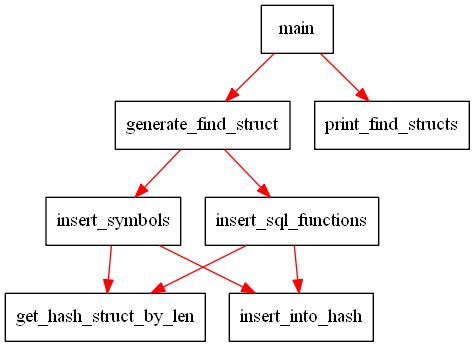 main
generate_find_struct
print_find_structs
insert_symbols
insert_sql_functions
get_hash_struct_by_len
insert_into_hash